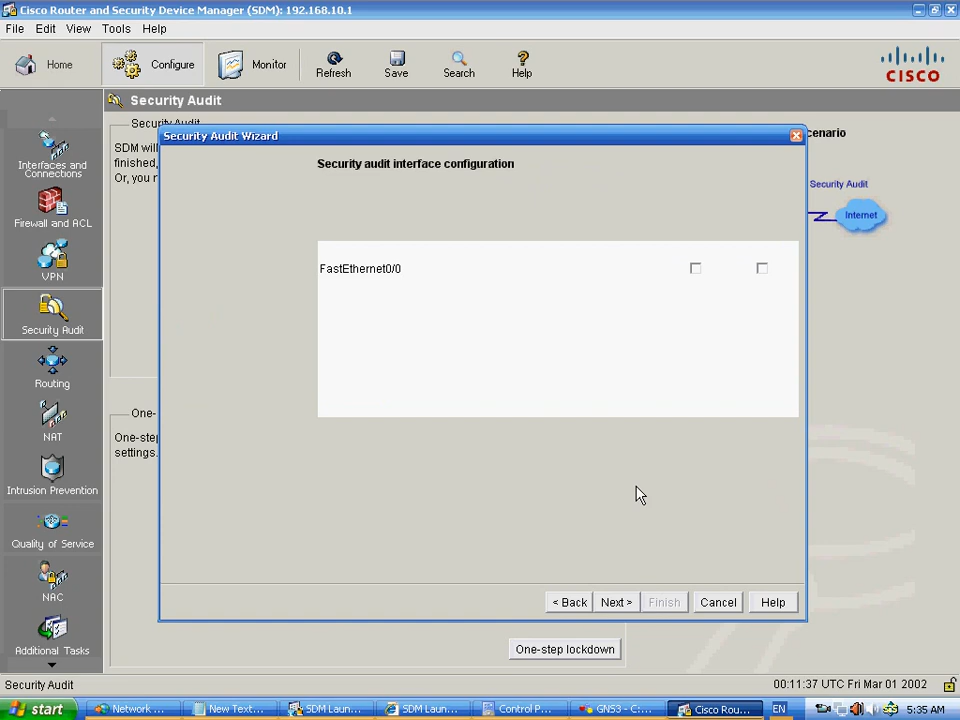 Cisco Router and Security Device Manager (SDM): 192.168.10.1
File Edit View Tools Help
Home
Configure
Monitor
Refresh
Save
Search
Help
CISCO
Security Audit
Interfaces and
Connections
Firewall and ACL
VPN
Security Audit
Routing
NAT
Intrusion Prevention
Quality of Service
NAC
Additional Tasks
Security Audit
SDM will
finished,
Or, you r
One-
One-step
settings.
cenario
Security Audit
Internet
Security Audit Wizard
Security audit interface configuration
FastEthernet0/0
< Back
Next >
Finish
Cancel
Help
One-step lockdown
Security Audit
00:11:37 UTC Fri Mar 01 2002
start
Network ...
New Text...
SDM Laun...
SDM Laun...
Control P...
GNS3 - C:...
Cisco Rou...
EN
5:35 AM